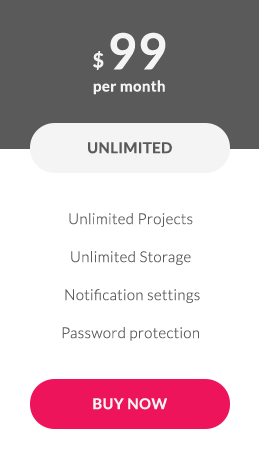 $ 99
per month
UNLIMITED
Unlimited Projects
Unlimited Storage
Notification settings
Password protection
BUY NOW